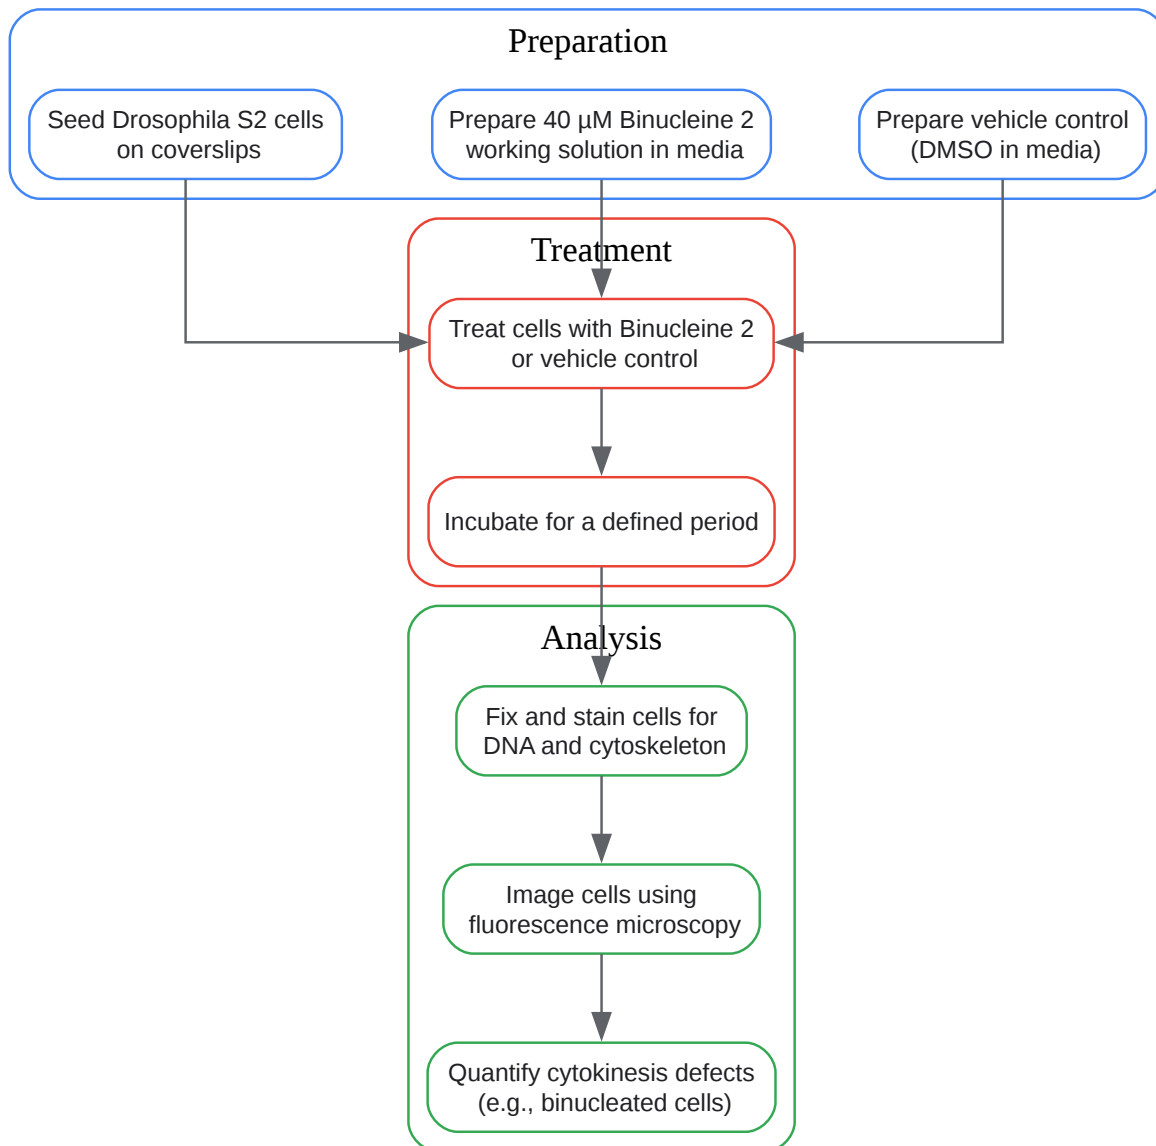 Preparation
Seed Drosophila S2 cells
on coverslips
Prepare 40 µM Binucleine 2
working solution in media
Prepare vehicle control
(DMSO in media)
Treatment
Treat cells with Binucleine 2
or vehicle control
Incubate for a defined period
Analysis
Fix and stain cells for
DNA and cytoskeleton
Image cells using
fluorescence microscopy
Quantify cytokinesis defects
(e.g., binucleated cells)